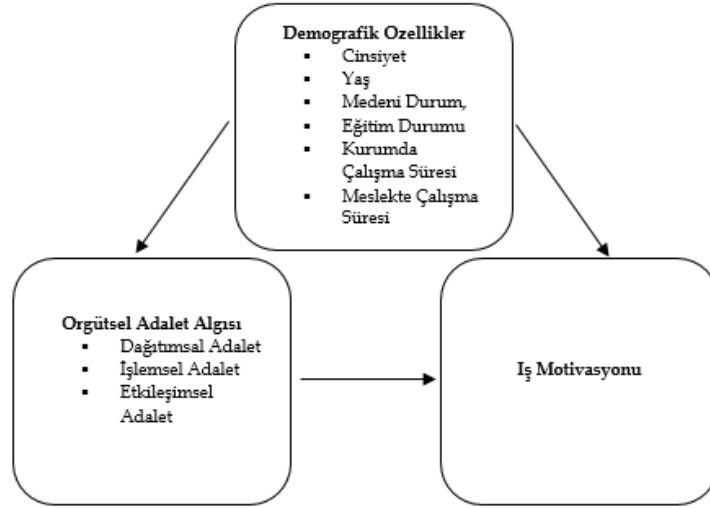 Demografik Ozellikler
▪ Cinsiyet
▪ Yaş
▪ Medeni Durum,
▪ Eğitim Durumu
▪ Kurumda
Çalışma Süresi
▪ Meslekte Çalışma
Süresi
Orgütsel Adalet Algısı
▪ Dağıtımsal Adalet
▪ İşlemsel Adalet
▪ Etkileşimsel
Adalet
Iş Motivasyonu